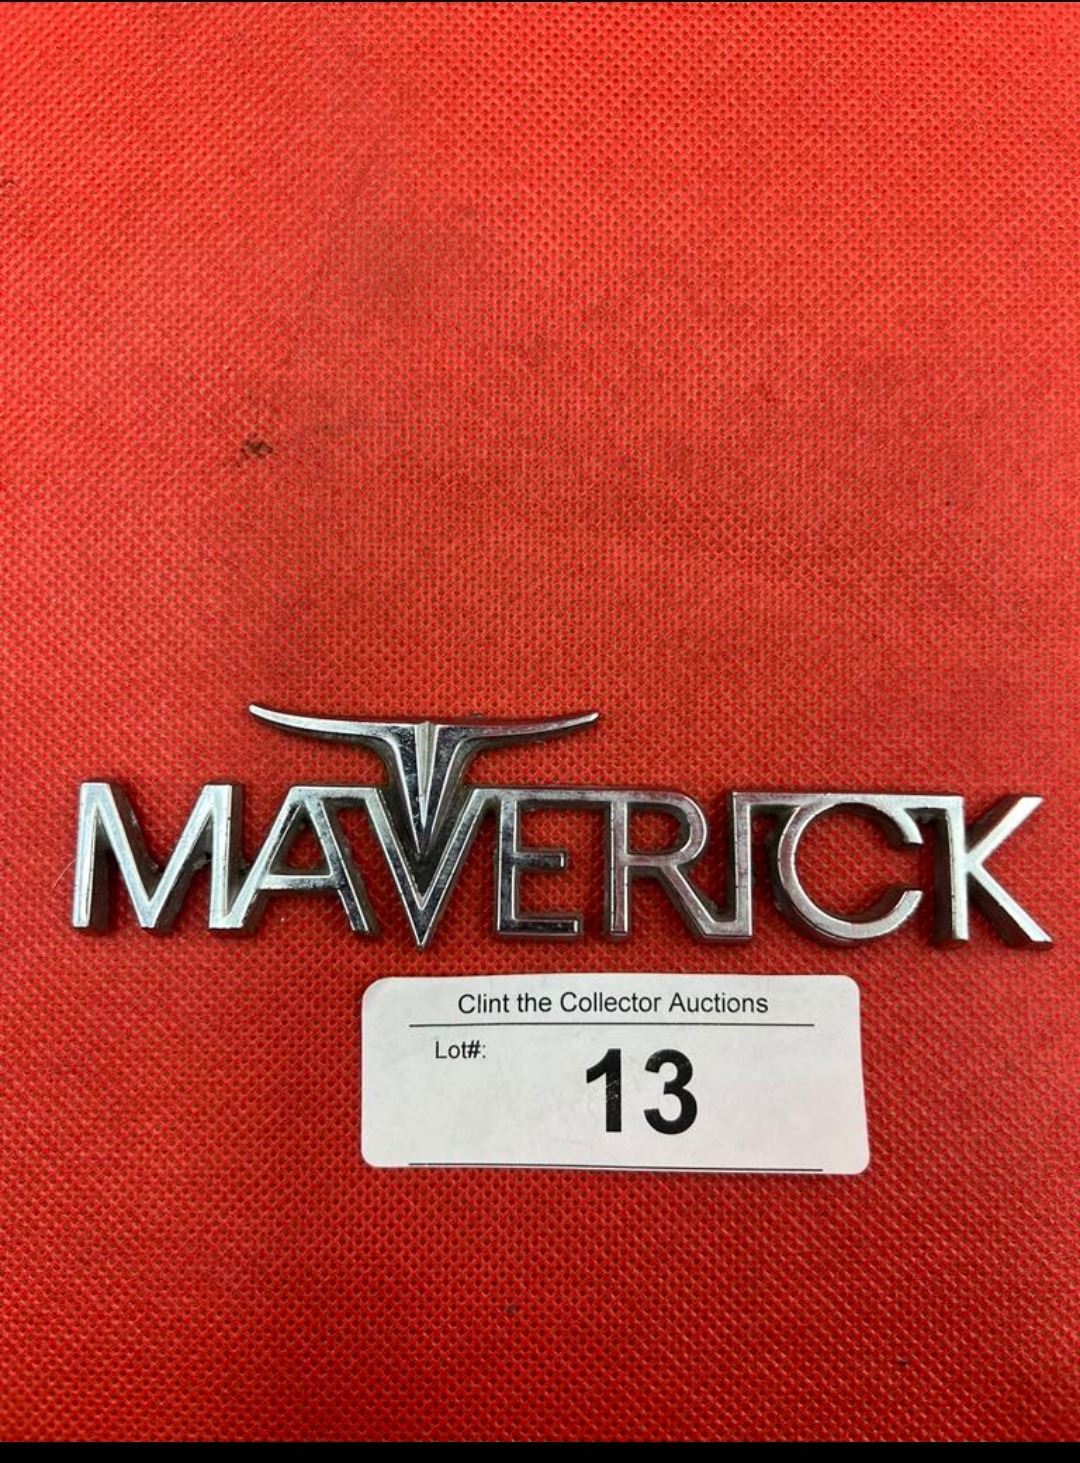 MAVERICK
Clint the Collector Auctions
Lot#:
13